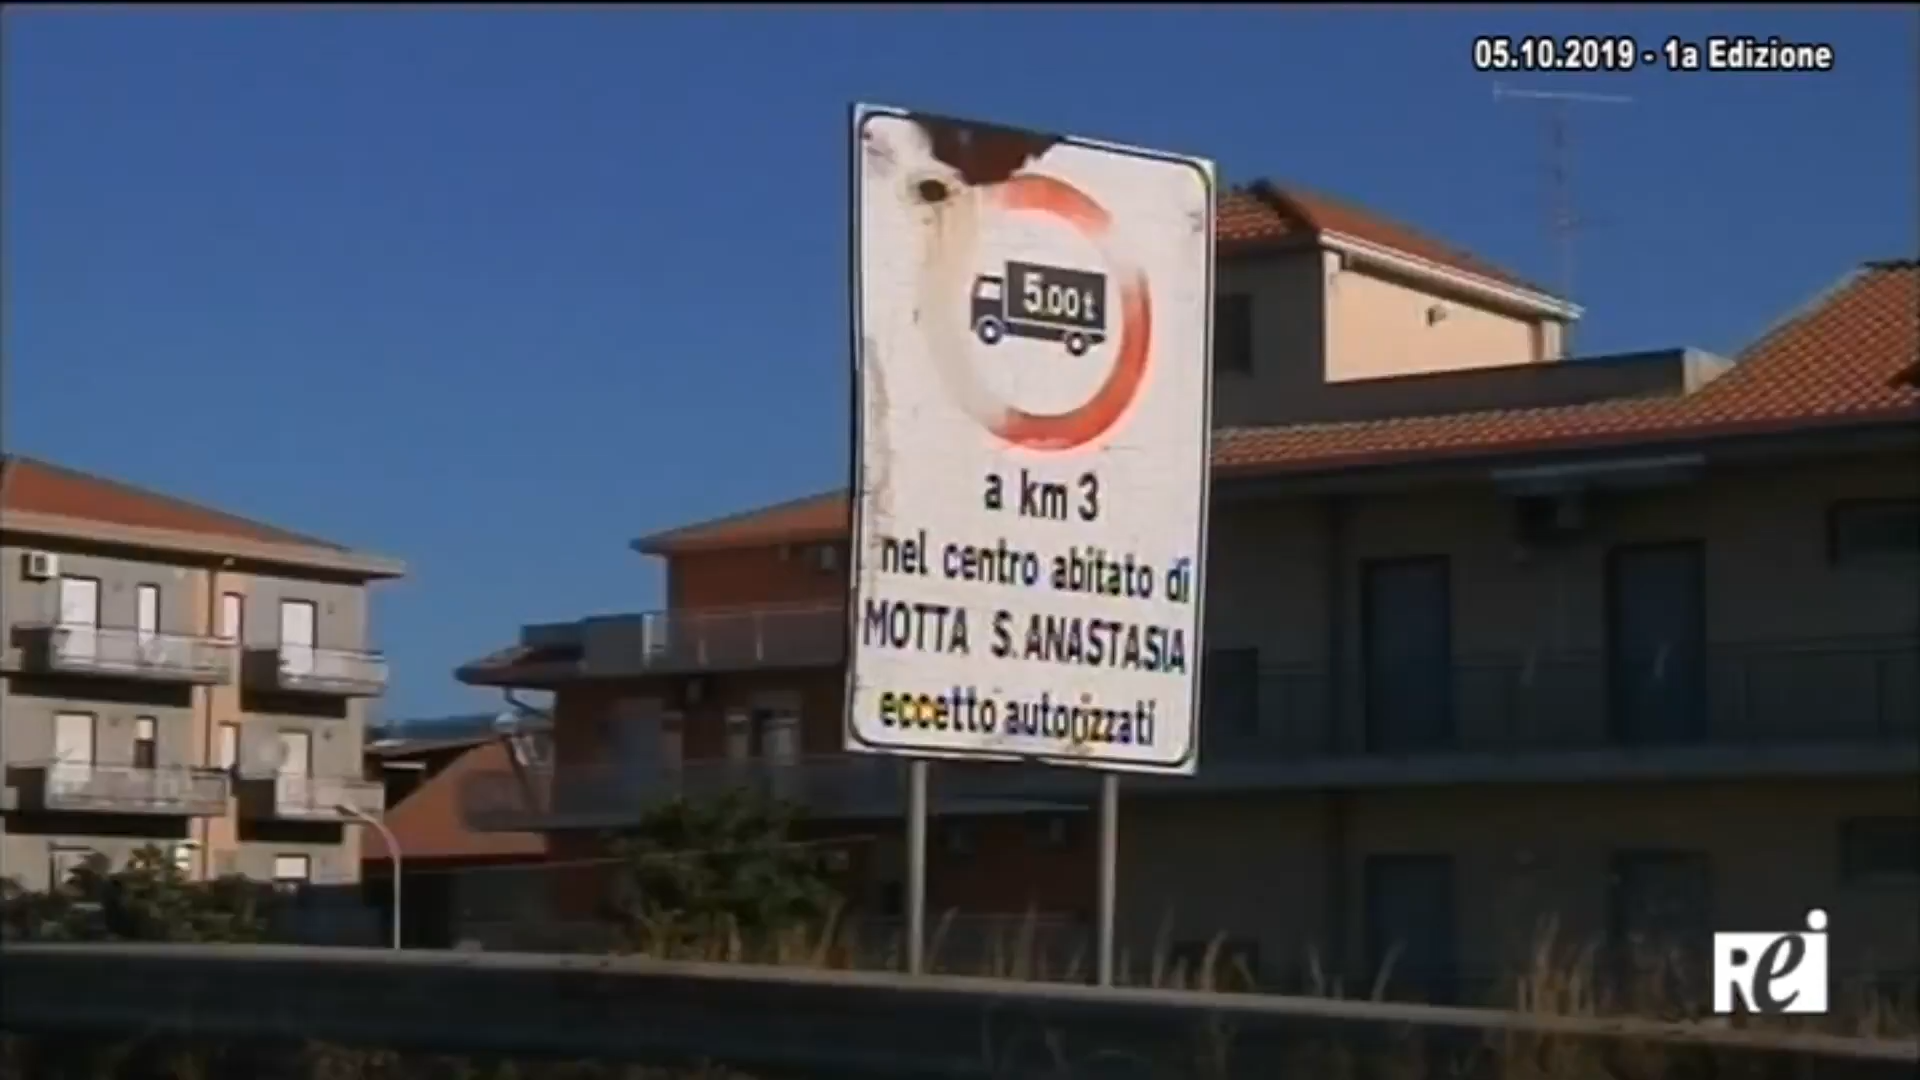 05.10.2019 - 1a Edizione
5.00 t
a km 3
nel centro abitato di
MOTTA S. ANASTASIA
eccetto autorizzati
Rei